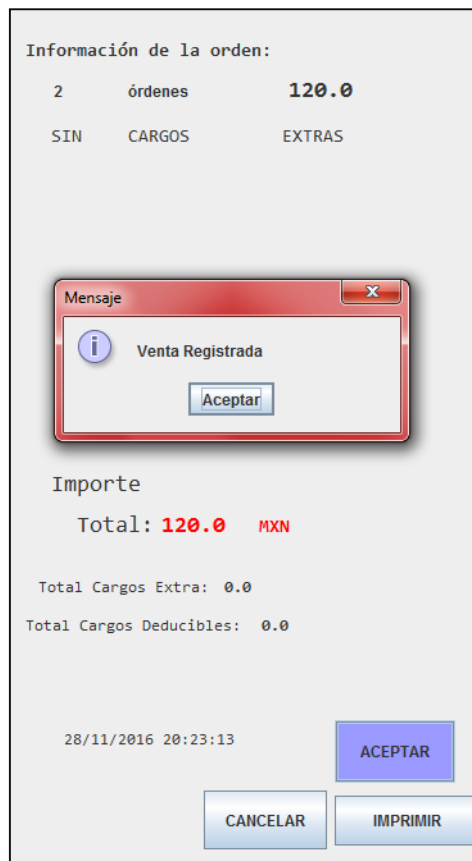 Información de la orden:
2 órdenes 120.0
SIN CARGOS EXTRAS
Mensaje
Venta Registrada
Aceptar
Importe
Total: 120.0 MXN
Total Cargos Extra: 0.0
Total Cargos Deducibles: 0.0
28/11/2016 20:23:13
ACEPTAR
CANCELAR
IMPRIMIR